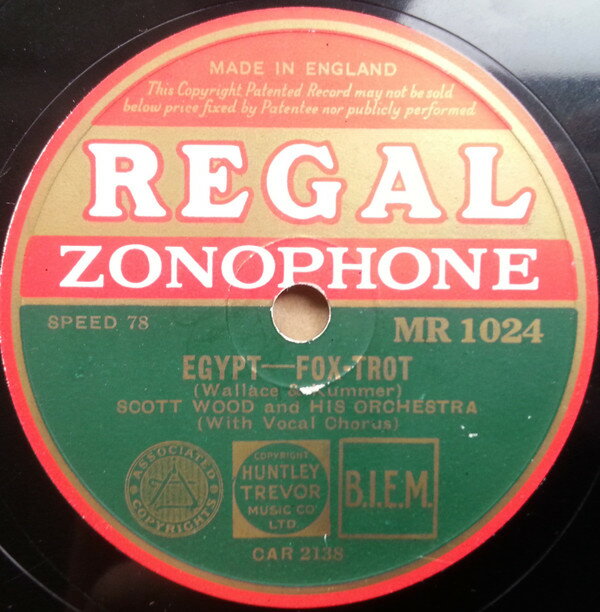 MADE IN ENGLAND
This Copyright Patented Record may not be sold
below price fixed by Patentee nor publicly performed
REGAL
ZONOPHONE
SPEED 78
MR 1024
EGYPT—FOX-TROT
(Wallace & Kummer)
SCOTT WOOD and HIS ORCHESTRA
(With Vocal Chorus)
ASSOCIATED
COPYRIGHTS
COPYRIGHT
HUNTLEY
TREVOR
MUSIC CO'
LTD.
B.I.E.M.
CAR 2138